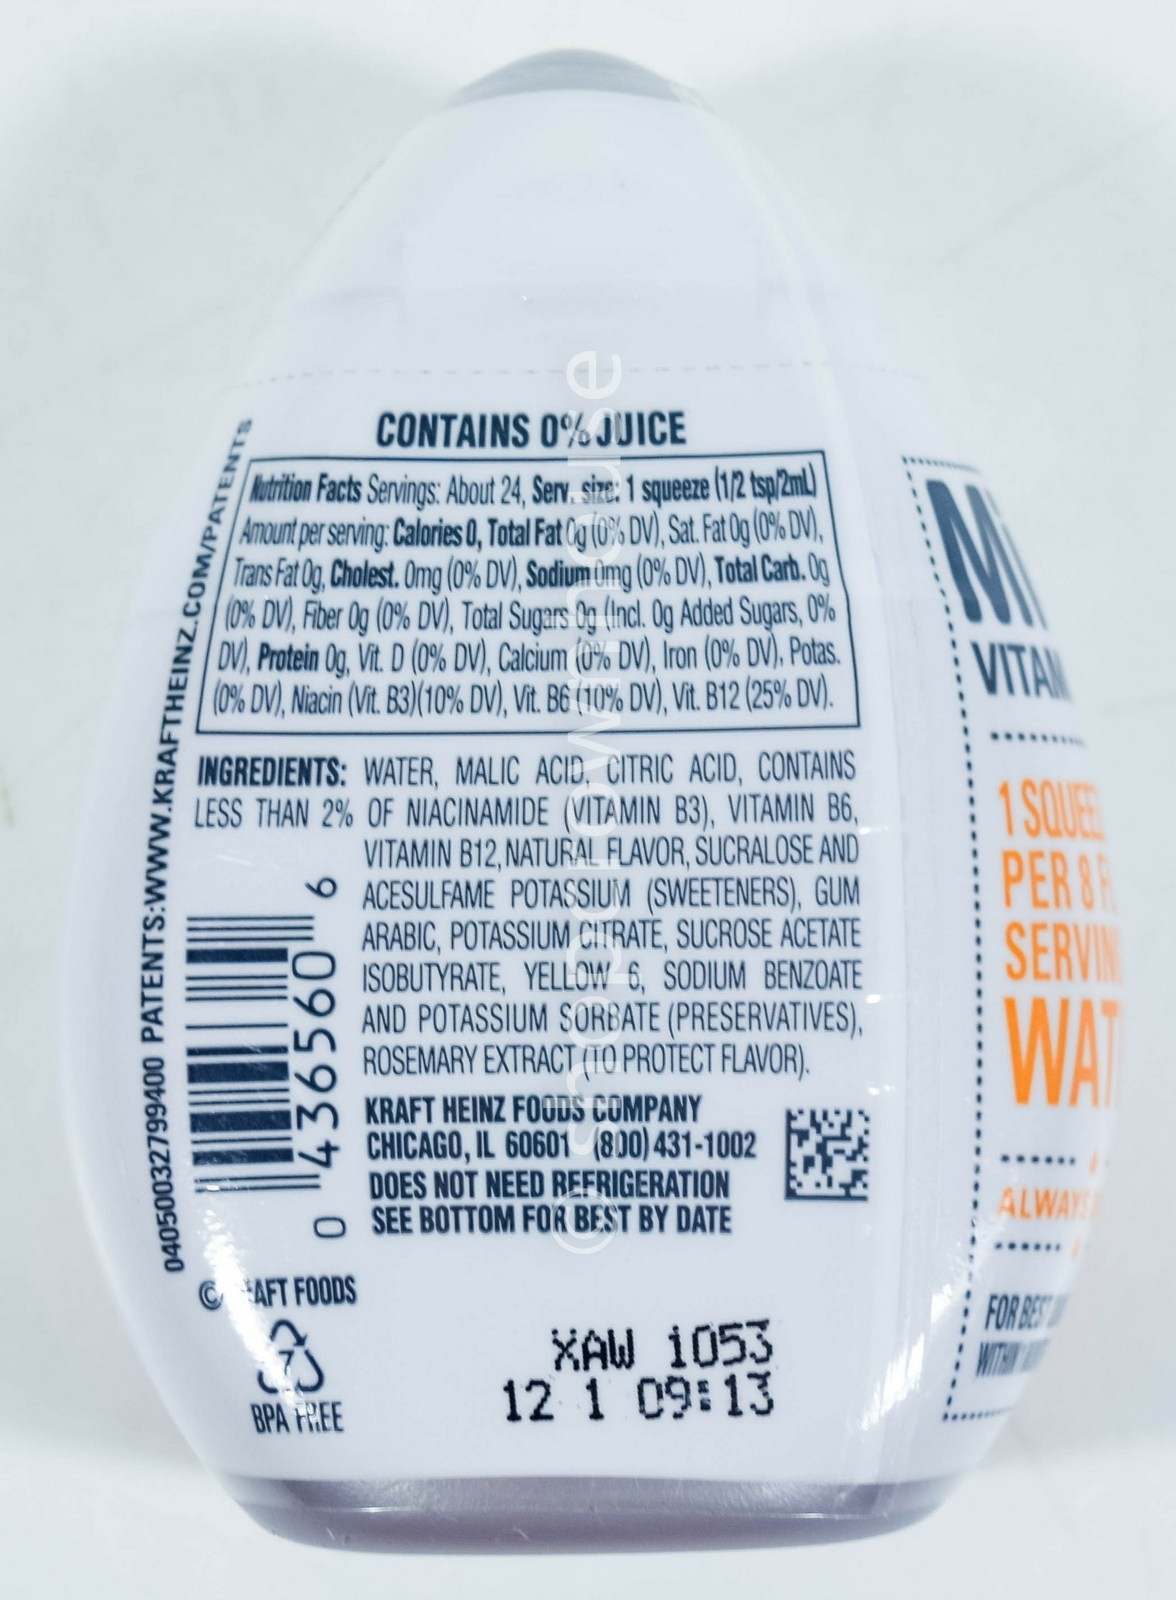 CONTAINS 0% JUICE
Nutrition Facts Servings: About 24, Serv. size: 1 squeeze (1/2 tsp/2mL)
Amount per serving: Calories 0, Total Fat 0g (0% DV), Sat. Fat 0g (0% DV),
Trans Fat 0g, Cholest. 0mg (0% DV), Sodium 0mg (0% DV), Total Carb. 0g
(0% DV), Fiber 0g (0% DV), Total Sugars 0g (Incl. 0g Added Sugars, 0%
DV), Protein 0g, Vit. D (0% DV), Calcium (0% DV), Iron (0% DV), Potas.
(0% DV), Niacin (Vit. B3)(10% DV), Vit. B6 (10% DV), Vit. B12 (25% DV).
INGREDIENTS: WATER, MALIC ACID, CITRIC ACID, CONTAINS
LESS THAN 2% OF NIACINAMIDE (VITAMIN B3), VITAMIN B6,
VITAMIN B12, NATURAL FLAVOR, SUCRALOSE AND
ACESULFAME POTASSIUM (SWEETENERS), GUM
ARABIC, POTASSIUM CITRATE, SUCROSE ACETATE
ISOBUTYRATE, YELLOW 6, SODIUM BENZOATE
AND POTASSIUM SORBATE (PRESERVATIVES),
ROSEMARY EXTRACT (TO PROTECT FLAVOR).
KRAFT HEINZ FOODS COMPANY
CHICAGO, IL 60601 (800) 431-1002
DOES NOT NEED REFRIGERATION
SEE BOTTOM FOR BEST BY DATE
0 436560 6
040500032799400 PATENTS:WWW.KRAFTHEINZ.COM/PATENTS
© FOODS
7
BPA FREE
XAW 1053
12 1 09:13
Mi
VITAM
1 SQUEE
PER 8 F
SERVIN
WAT
ALWAYS
FOR BEST
WITHIN
© shopbrownhouse